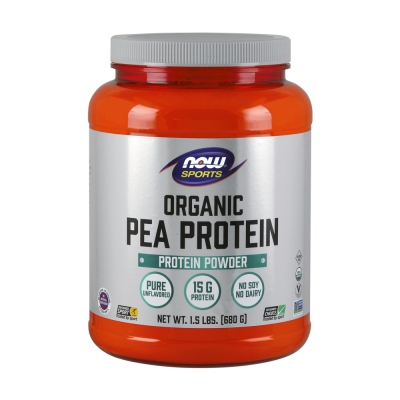 NOW
SPORTS
ORGANIC
PEA PROTEIN
PROTEIN POWDER
PURE
UNFLAVORED
15 G
PROTEIN
NO SOY
NO DAIRY
NET WT. 1.5 LBS. (680 G)